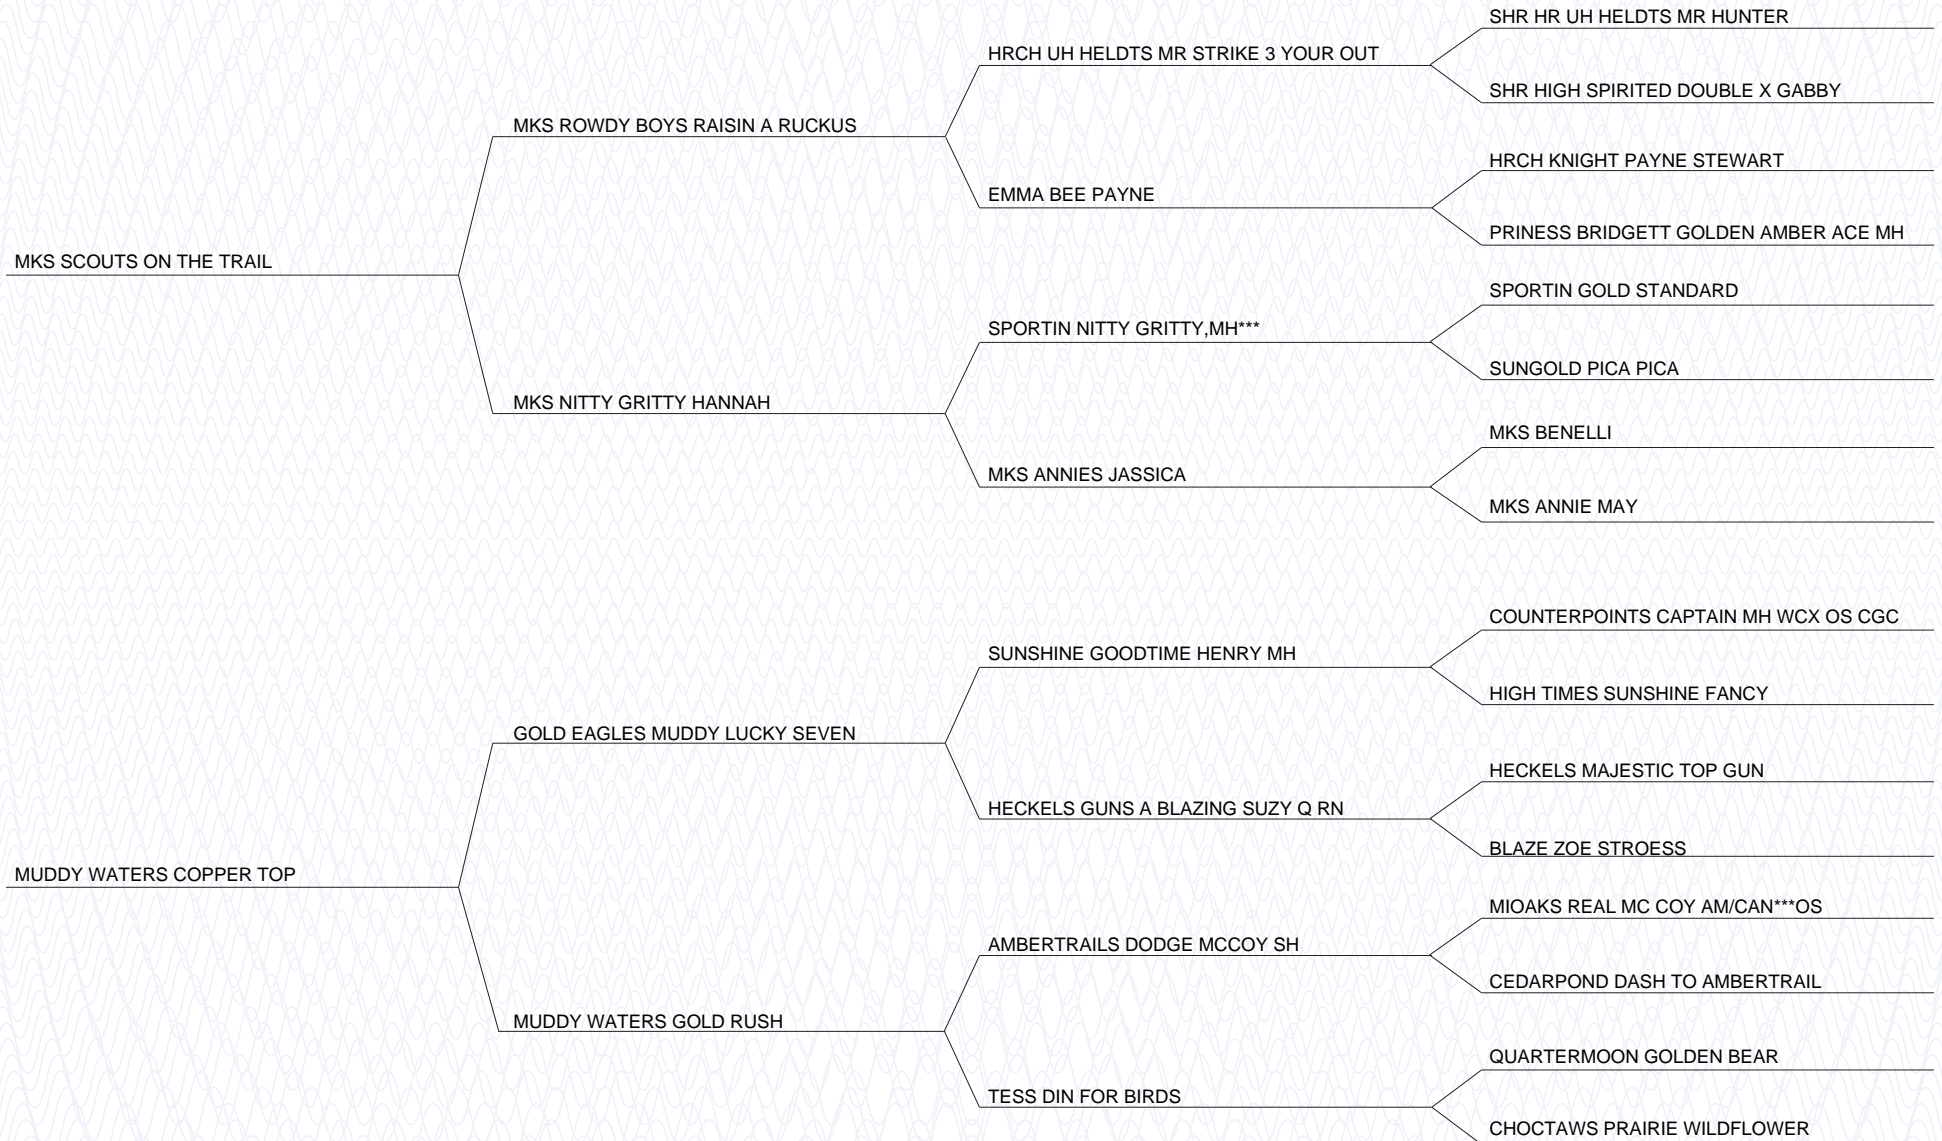 SHR HR UH HELDTS MR HUNTER
HRCH UH HELDTS MR STRIKE 3 YOUR OUT
SHR HIGH SPIRITED DOUBLE X GABBY
MKS ROWDY BOYS RAISIN A RUCKUS
HRCH KNIGHT PAYNE STEWART
EMMA BEE PAYNE
PRINESS BRIDGETT GOLDEN AMBER ACE MH
MKS SCOUTS ON THE TRAIL
SPORTIN GOLD STANDARD
SPORTIN NITTY GRITTY,MH***
SUNGOLD PICA PICA
MKS NITTY GRITTY HANNAH
MKS BENELLI
MKS ANNIES JASSICA
MKS ANNIE MAY
COUNTERPOINTS CAPTAIN MH WCX OS CGC
SUNSHINE GOODTIME HENRY MH
HIGH TIMES SUNSHINE FANCY
GOLD EAGLES MUDDY LUCKY SEVEN
HECKELS MAJESTIC TOP GUN
HECKELS GUNS A BLAZING SUZY Q RN
BLAZE ZOE STROESS
MUDDY WATERS COPPER TOP
MIOAKS REAL MC COY AM/CAN***OS
AMBERTRAILS DODGE MCCOY SH
CEDARPOND DASH TO AMBERTRAIL
MUDDY WATERS GOLD RUSH
QUARTERMOON GOLDEN BEAR
TESS DIN FOR BIRDS
CHOCTAWS PRAIRIE WILDFLOWER